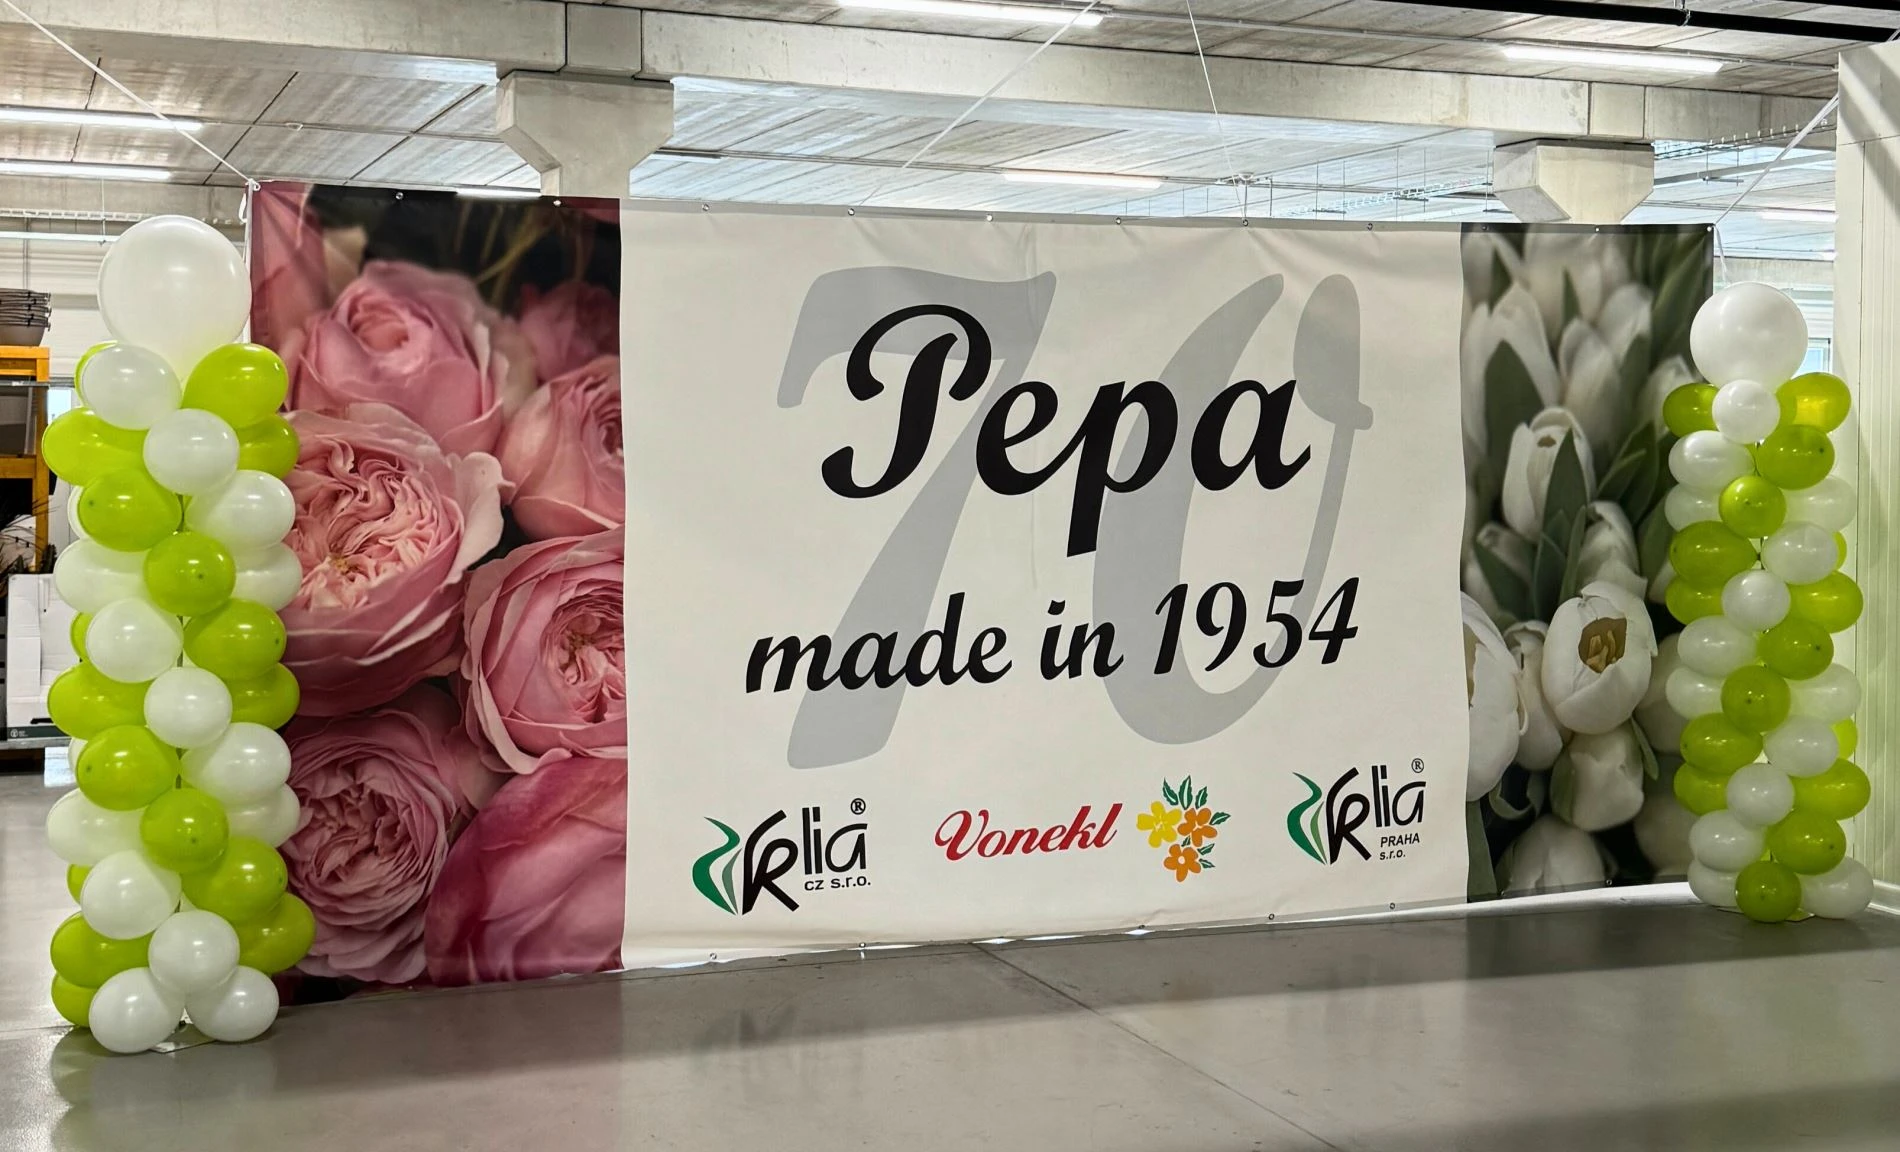 70
Pepa
made in 1954
Klia®
CZ s.r.o.
Vonekl
Klia®
PRAHA
s.r.o.